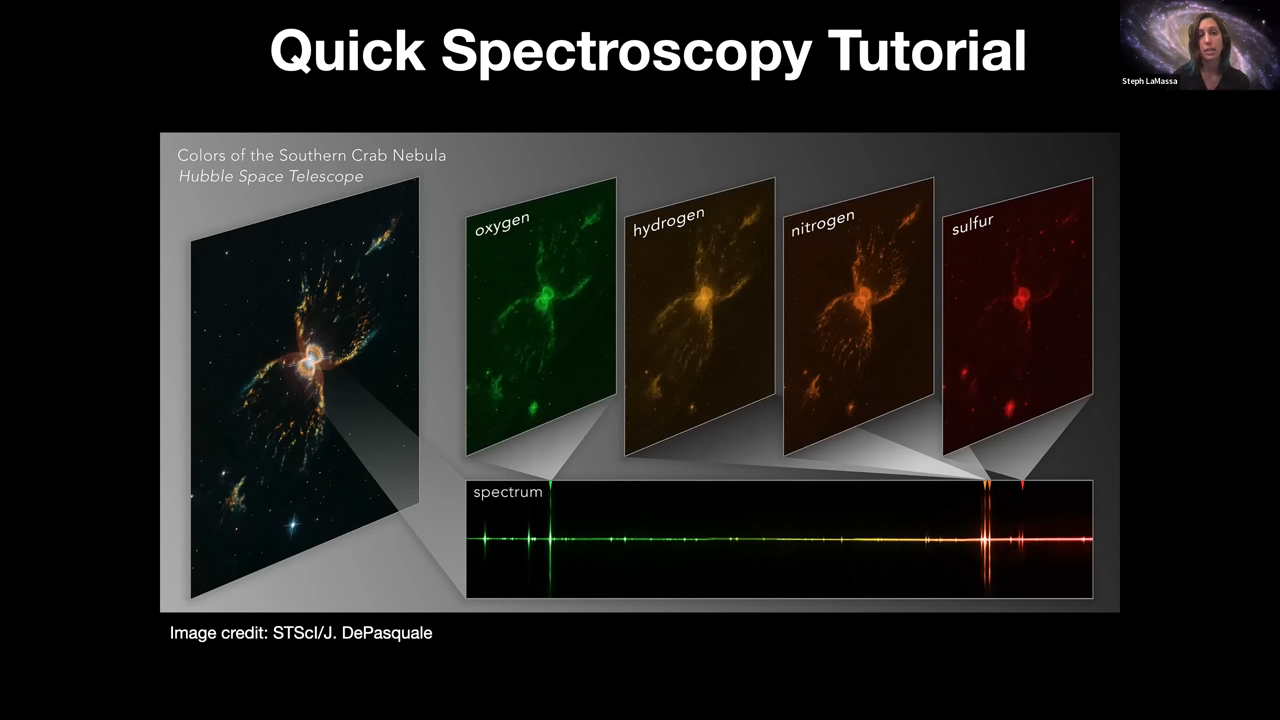 Quick Spectroscopy Tutorial
Steph LaMassa
Colors of the Southern Crab Nebula
Hubble Space Telescope
oxygen
hydrogen
nitrogen
sulfur
spectrum
Image credit: STScI/J. DePasquale